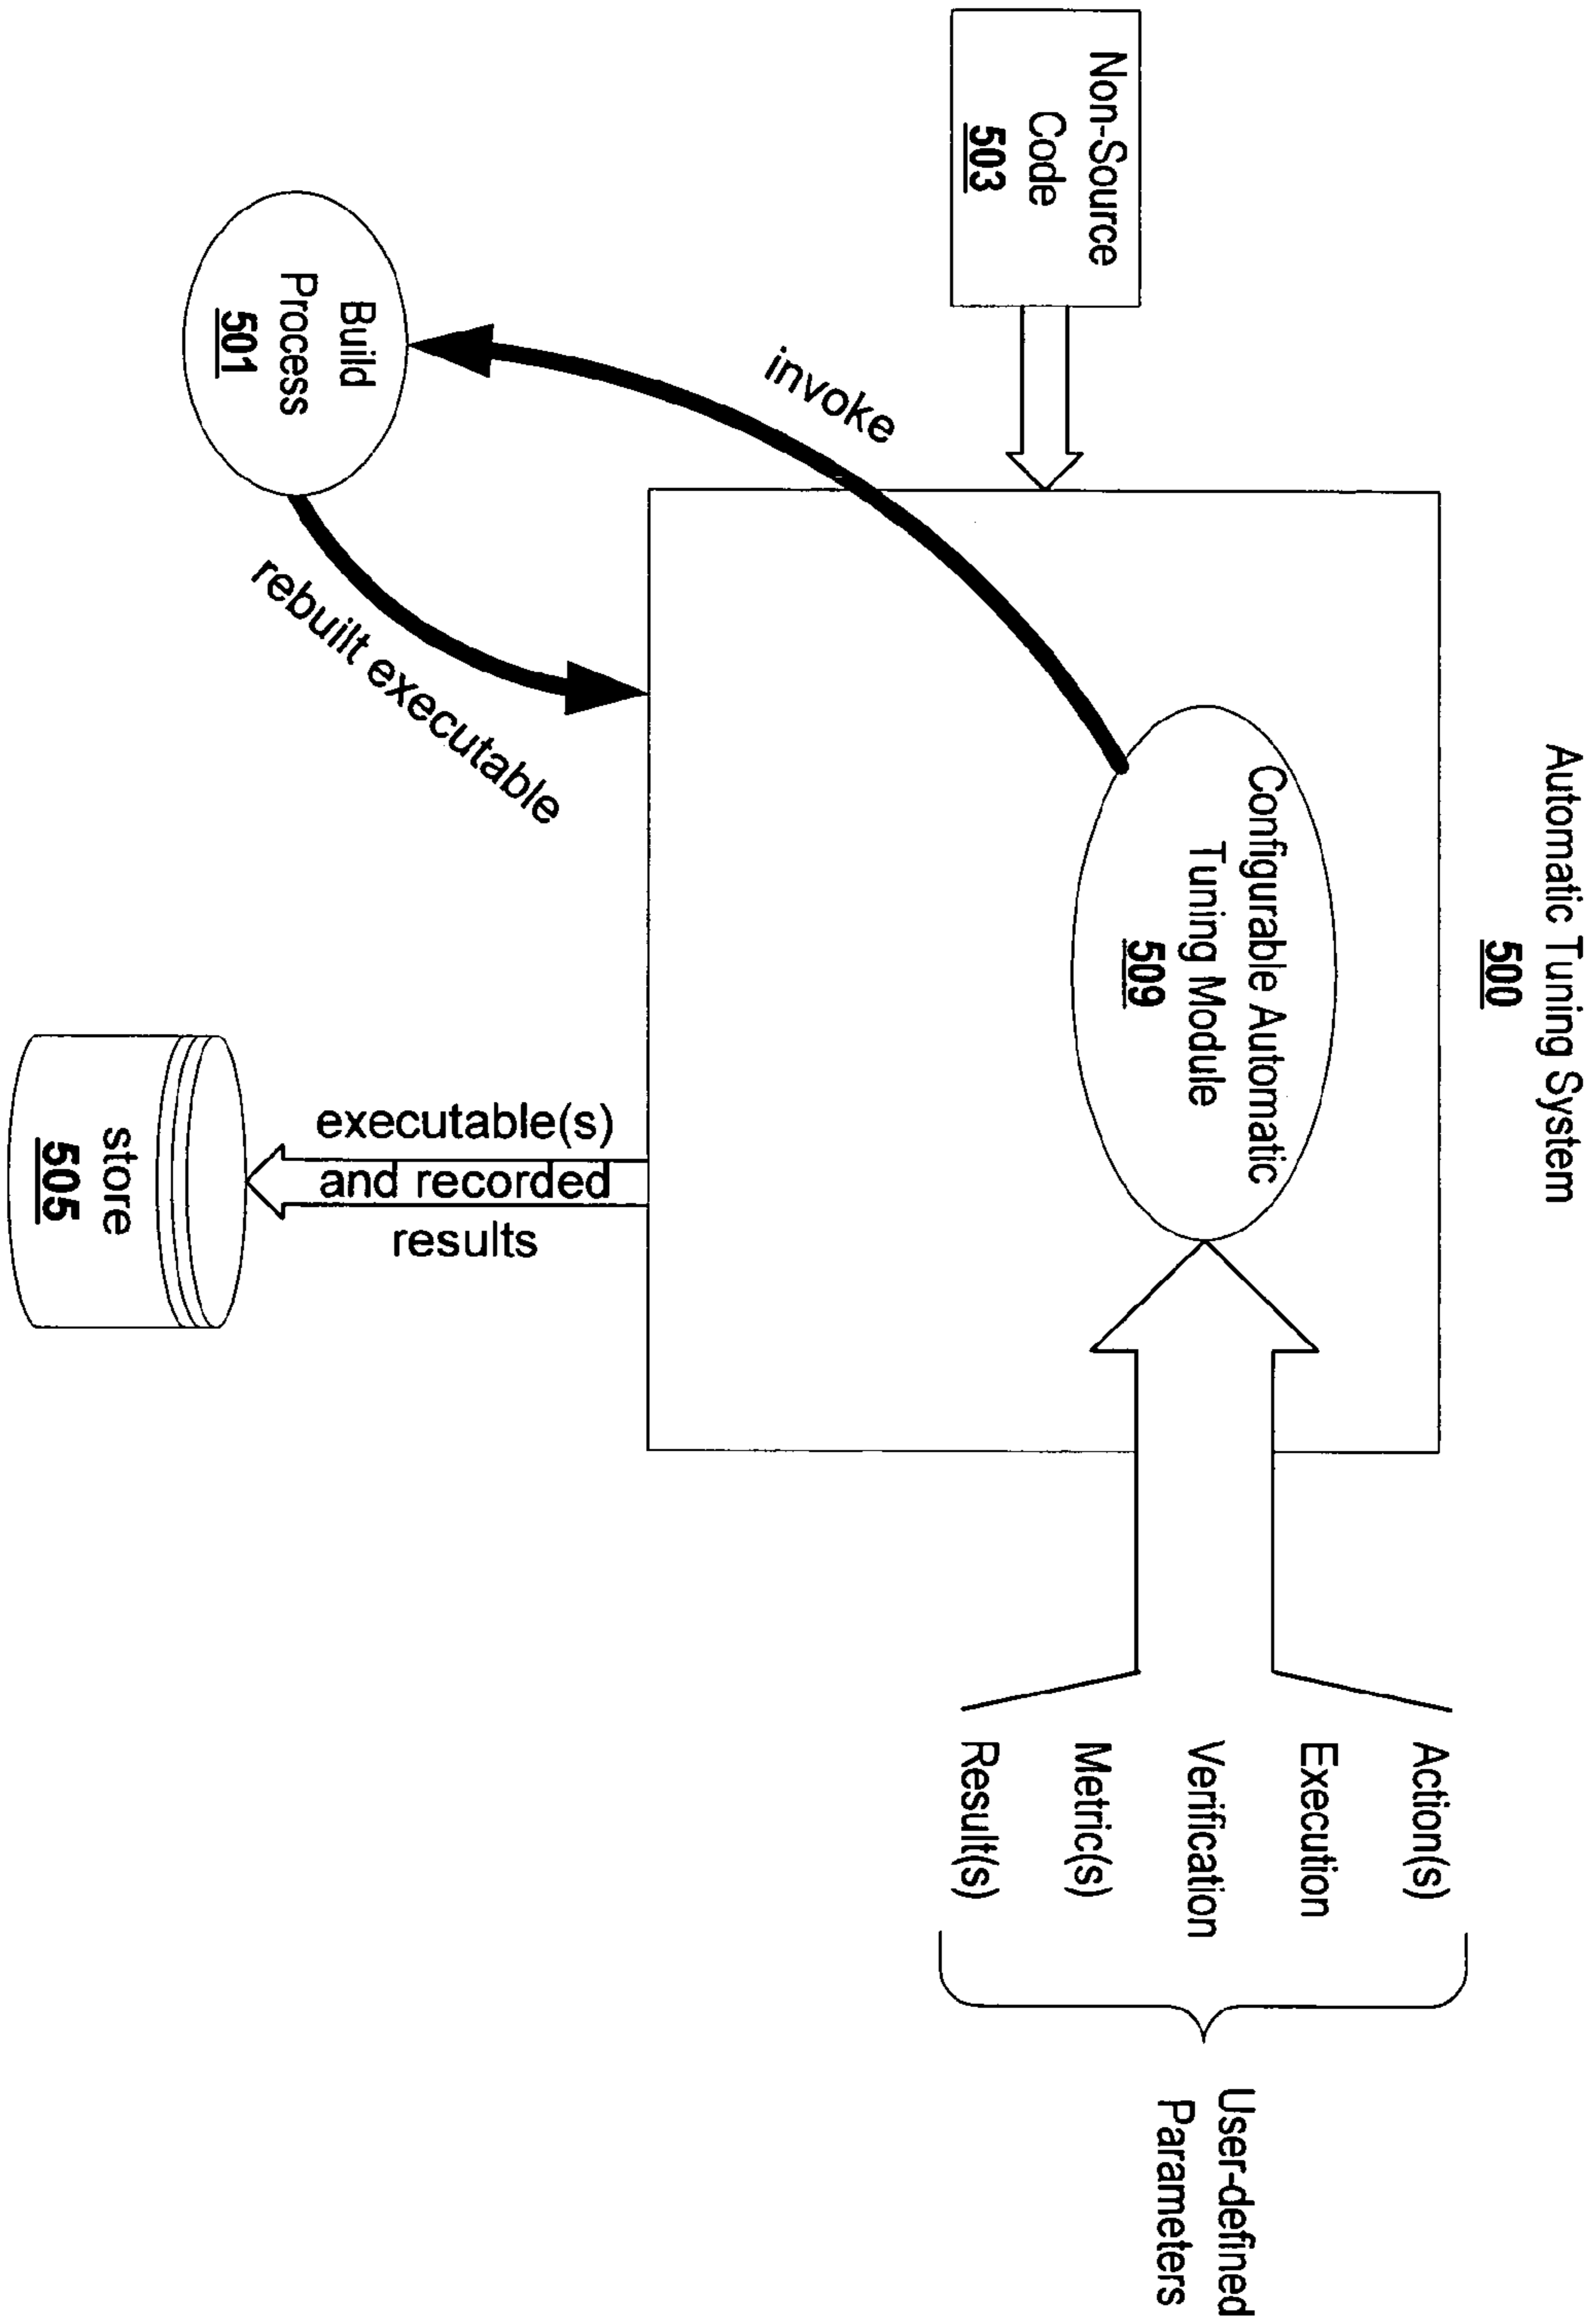 Automatic Tuning System
500
Non-Source
Code
503
Configurable Automatic
Tuning Module
509
Action(s)
Execution
Verification
Metric(s)
Result(s)
User-defined
Parameters
invoke
Build
Process
501
rebuilt executable
executable(s)
and recorded
results
store
505